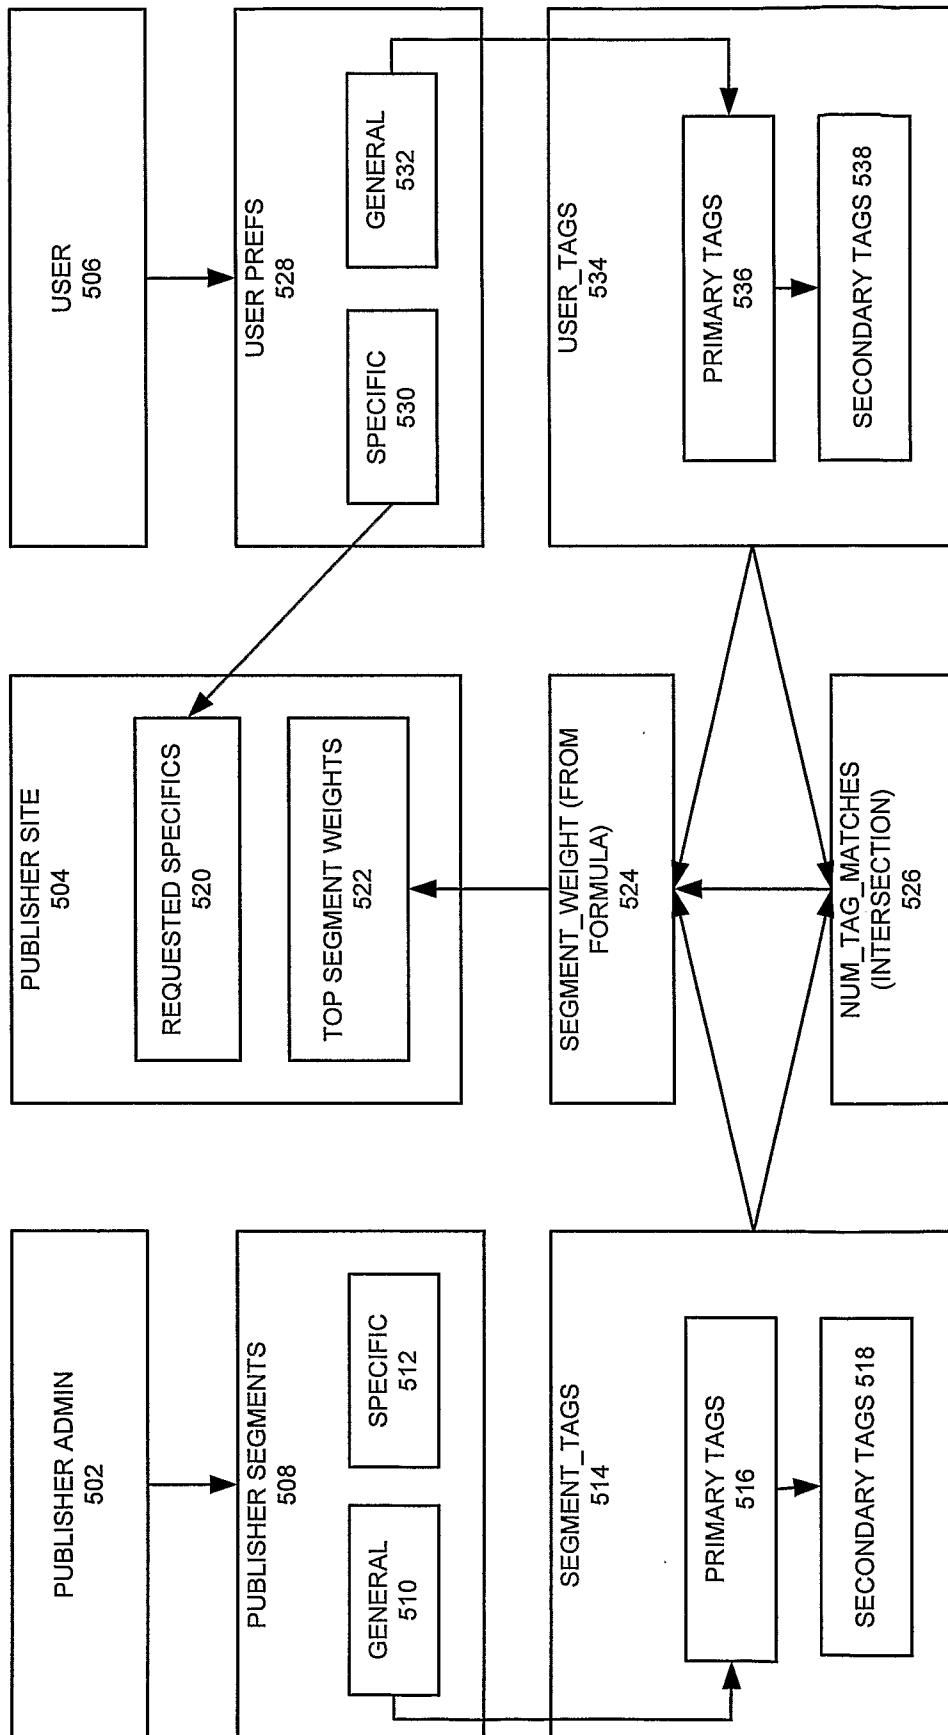 PUBLISHER ADMIN
502
PUBLISHER SEGMENTS
508
GENERAL
510
SPECIFIC
512
SEGMENT_TAGS
514
PRIMARY TAGS
516
SECONDARY TAGS 518
PUBLISHER SITE
504
REQUESTED SPECIFICS
520
TOP SEGMENT WEIGHTS
522
SEGMENT_WEIGHT (FROM
FORMULA)
524
NUM_TAG_MATCHES
(INTERSECTION)
526
USER
506
USER PREFS
528
SPECIFIC
530
GENERAL
532
USER_TAGS
534
PRIMARY TAGS
536
SECONDARY TAGS 538